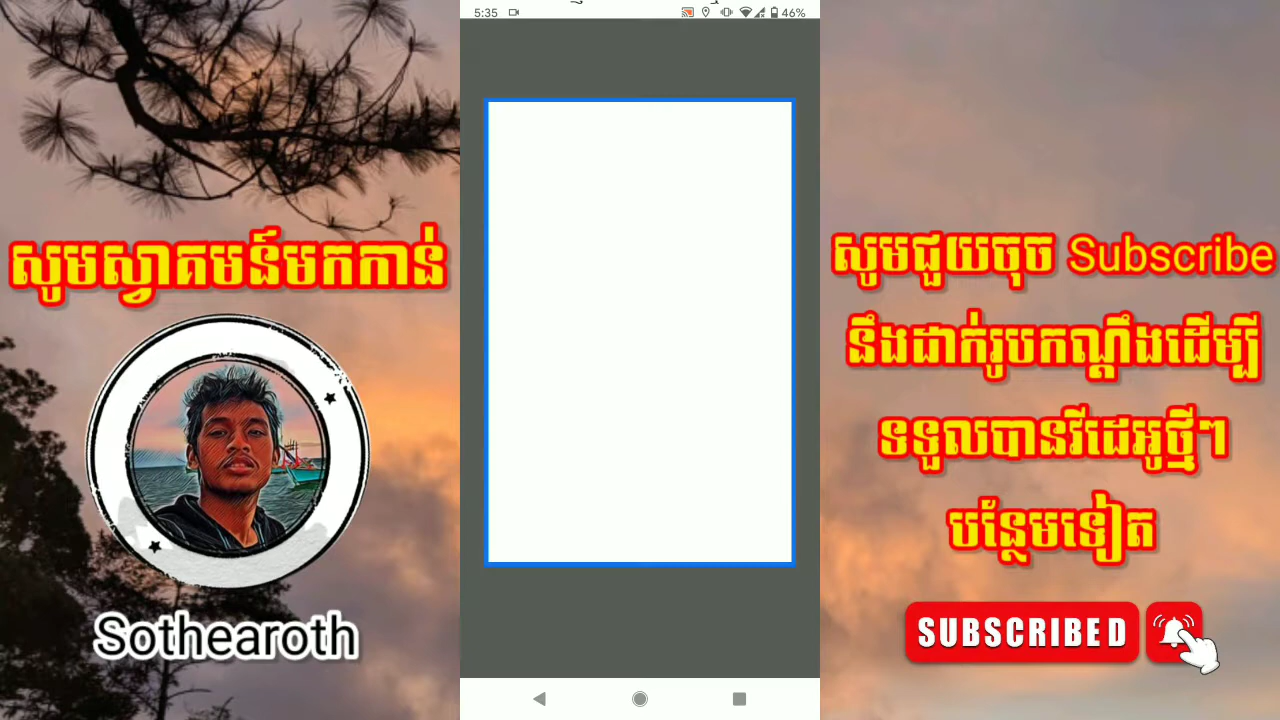 5:35
46%
សូមស្វាគមន៍មកកាន់
Sothearoth
សូមជួយចុច Subscribe
នឹងដាក់រូបកណ្ដឹងដើម្បី
ទទួលបានវីដេអូថ្មីៗ
បន្ថែមទៀត
SUBSCRIBED